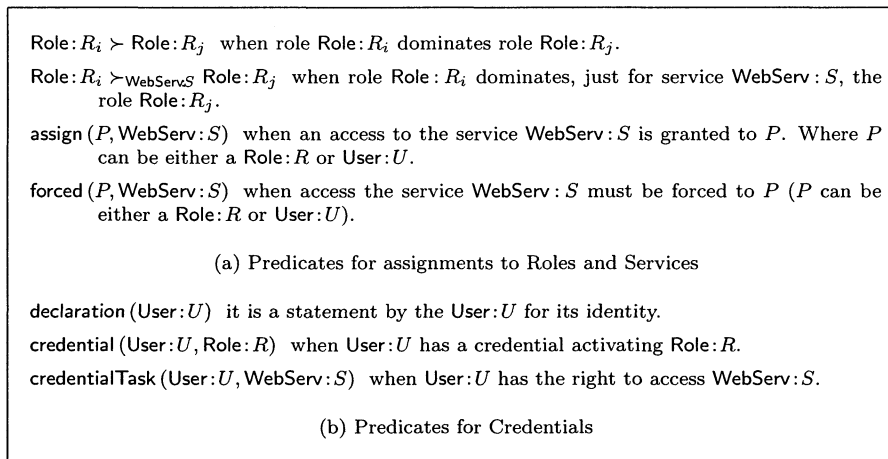 Role:R_i ≻ Role:R_j when role Role:R_i dominates role Role:R_j.
Role:R_i ≻_WebServ:S Role:R_j when role Role:R_i dominates, just for service WebServ:S, the
role Role:R_j.
assign (P, WebServ:S) when an access to the service WebServ:S is granted to P. Where P
can be either a Role:R or User:U.
forced (P, WebServ:S) when access the service WebServ:S must be forced to P (P can be
either a Role:R or User:U).
(a) Predicates for assignments to Roles and Services
declaration (User:U) it is a statement by the User:U for its identity.
credential (User:U, Role:R) when User:U has a credential activating Role:R.
credentialTask (User:U, WebServ:S) when User:U has the right to access WebServ:S.
(b) Predicates for Credentials